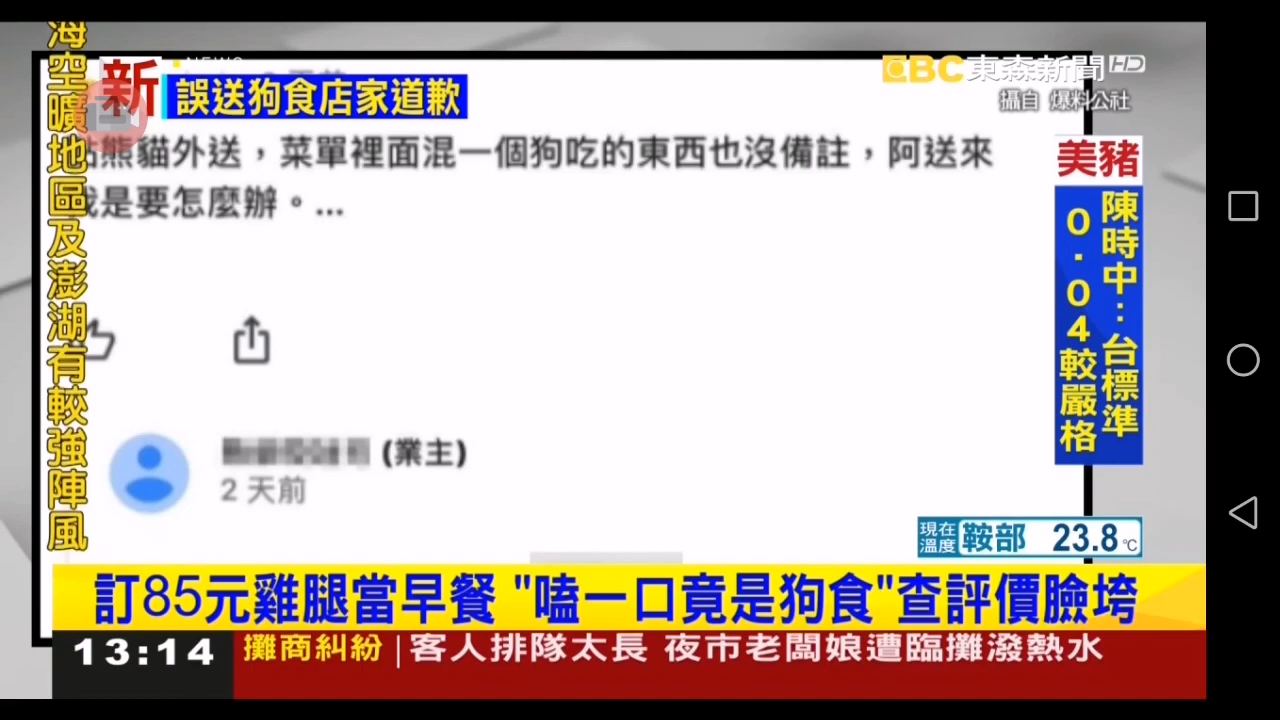 海空曠地區及澎湖有較強陣風
新
誤送狗食店家道歉
EBC東森新聞HD
攝自 爆料公社
熊貓外送，菜單裡面混一個狗吃的東西也沒備註，阿送來
我是要怎麼辦。...
美豬
陳時中：台標準
0.04較嚴格
(業主)
2 天前
現在溫度 鞍部 23.8℃
訂85元雞腿當早餐 "嗑一口竟是狗食"查評價臉垮
13:14
攤商糾紛｜客人排隊太長 夜市老闆娘遭臨攤潑熱水